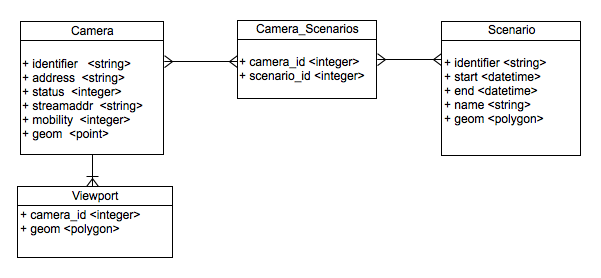 Camera
+ identifier <string>
+ address <string>
+ status <integer>
+ streamaddr <string>
+ mobility <integer>
+ geom <point>
Camera_Scenarios
+ camera_id <integer>
+ scenario_id <integer>
Scenario
+ identifier <string>
+ start <datetime>
+ end <datetime>
+ name <string>
+ geom <polygon>
Viewport
+ camera_id <integer>
+ geom <polygon>